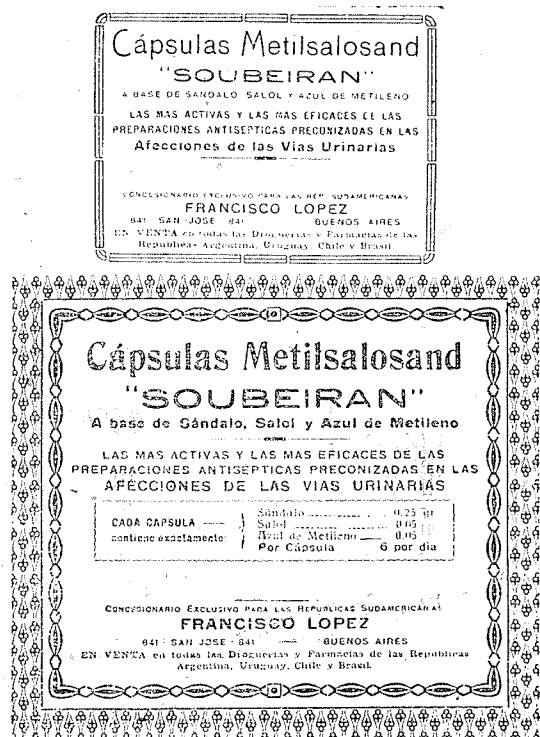 Cápsulas Metilsalosand
"SOUBEIRAN"
A BASE DE SANDALO SALOL Y AZUL DE METILENO
LAS MAS ACTIVAS Y LAS MAS EFICACES DE LAS
PREPARACIONES ANTISEPTICAS PRECONIZADAS EN LAS
Afecciones de las Vias Urinarias
CONCESIONARIO EXCLUSIVO PARA LAS REP. SUDAMERICANAS
FRANCISCO LOPEZ
641 - SAN JOSE - 641 BUENOS AIRES
EN VENTA en todas las Droguerias y Farmacias de las
Republicas Argentina, Uruguay, Chile y Brasil
Cápsulas Metilsalosand
"SOUBEIRAN"
A base de Sándalo, Salol y Azul de Metileno
LAS MAS ACTIVAS Y LAS MAS EFICACES DE LAS
PREPARACIONES ANTISEPTICAS PRECONIZADAS EN LAS
AFECCIONES DE LAS VIAS URINARIAS
CADA CAPSULA
contiene exactamente:
Sándalo 0.25 gr
Salol 0.05
Azul de Metileno 0.05
Por Cápsula 6 por dia
CONCESIONARIO EXCLUSIVO PARA LAS REPUBLICAS SUDAMERICANAS
FRANCISCO LOPEZ
641 - SAN JOSE - 641 BUENOS AIRES
EN VENTA en todas las Droguerias y Farmacias de las Republicas
Argentina, Uruguay, Chile y Brasil